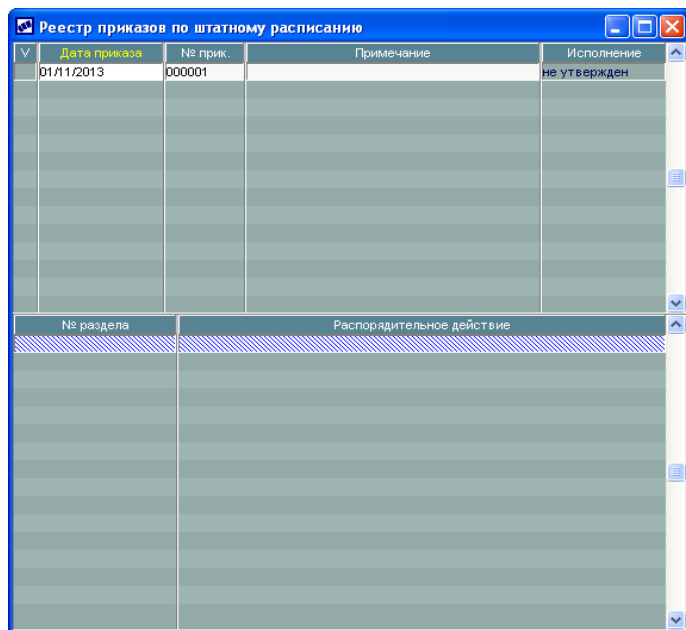 Реестр приказов по штатному расписанию
V Дата приказа № прик. Примечание Исполнение
01/11/2013 000001 не утвержден
№ раздела Распорядительное действие